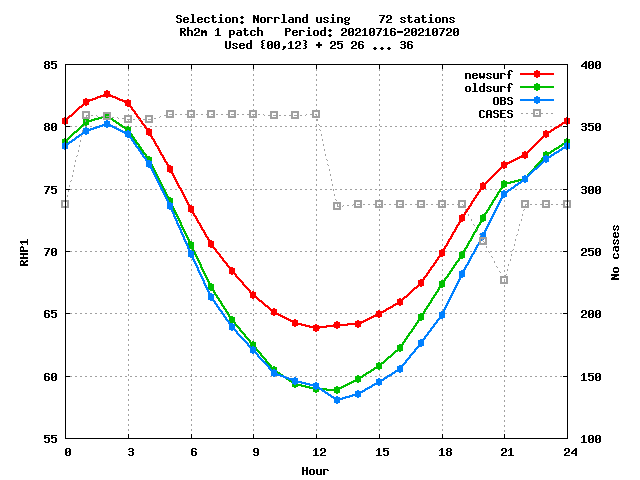 Selection: Norrland using    72 stations
Rh2m 1 patch   Period: 20210716-20210720
Used {00,12} + 25 26 ... 36
newsurf
oldsurf
OBS
CASES
85
80
75
70
65
60
55
400
350
300
250
200
150
100
RHP1
No cases
0 3 6 9 12 15 18 21 24
Hour